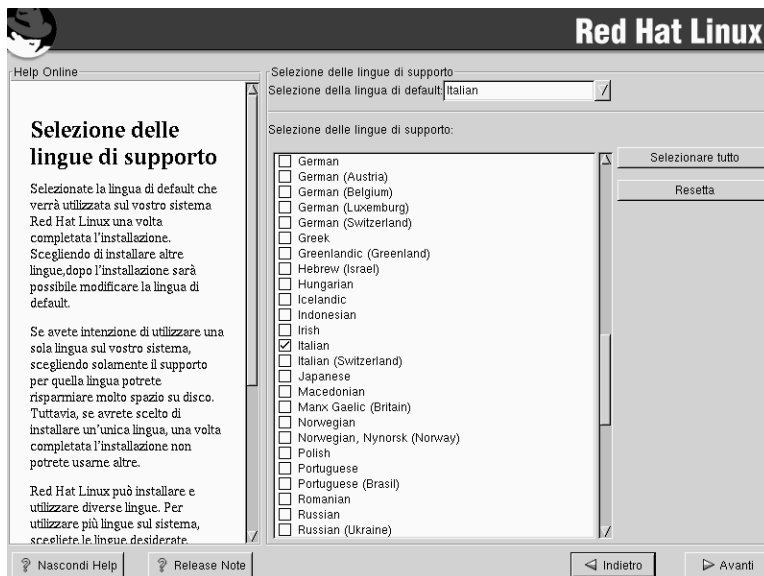 Red Hat Linux
Help Online
Selezione delle
lingue di supporto
Selezionate la lingua di default che
verrà utilizzata sul vostro sistema
Red Hat Linux una volta
completata l'installazione.
Scegliendo di installare altre
lingue,dopo l'installazione sarà
possibile modificare la lingua di
default.
Se avete intenzione di utilizzare una
sola lingua sul vostro sistema,
scegliendo solamente il supporto
per quella lingua potrete
risparmiare molto spazio su disco.
Tuttavia, se avrete scelto di
installare un'unica lingua, una volta
completata l'installazione non
potrete usarne altre.
Red Hat Linux può installare e
utilizzare diverse lingue. Per
utilizzare più lingue sul sistema,
scegliete le lingue desiderate
Selezione delle lingue di supporto
Selezione della lingua di default: Italian
Selezione delle lingue di supporto:
German
German (Austria)
German (Belgium)
German (Luxemburg)
German (Switzerland)
Greek
Greenlandic (Greenland)
Hebrew (Israel)
Hungarian
Icelandic
Indonesian
Irish
Italian
Italian (Switzerland)
Japanese
Macedonian
Manx Gaelic (Britain)
Norwegian
Norwegian, Nynorsk (Norway)
Polish
Portuguese
Portuguese (Brasil)
Romanian
Russian
Russian (Ukraine)
Selezionare tutto
Resetta
Nascondi Help
Release Note
Indietro
Avanti